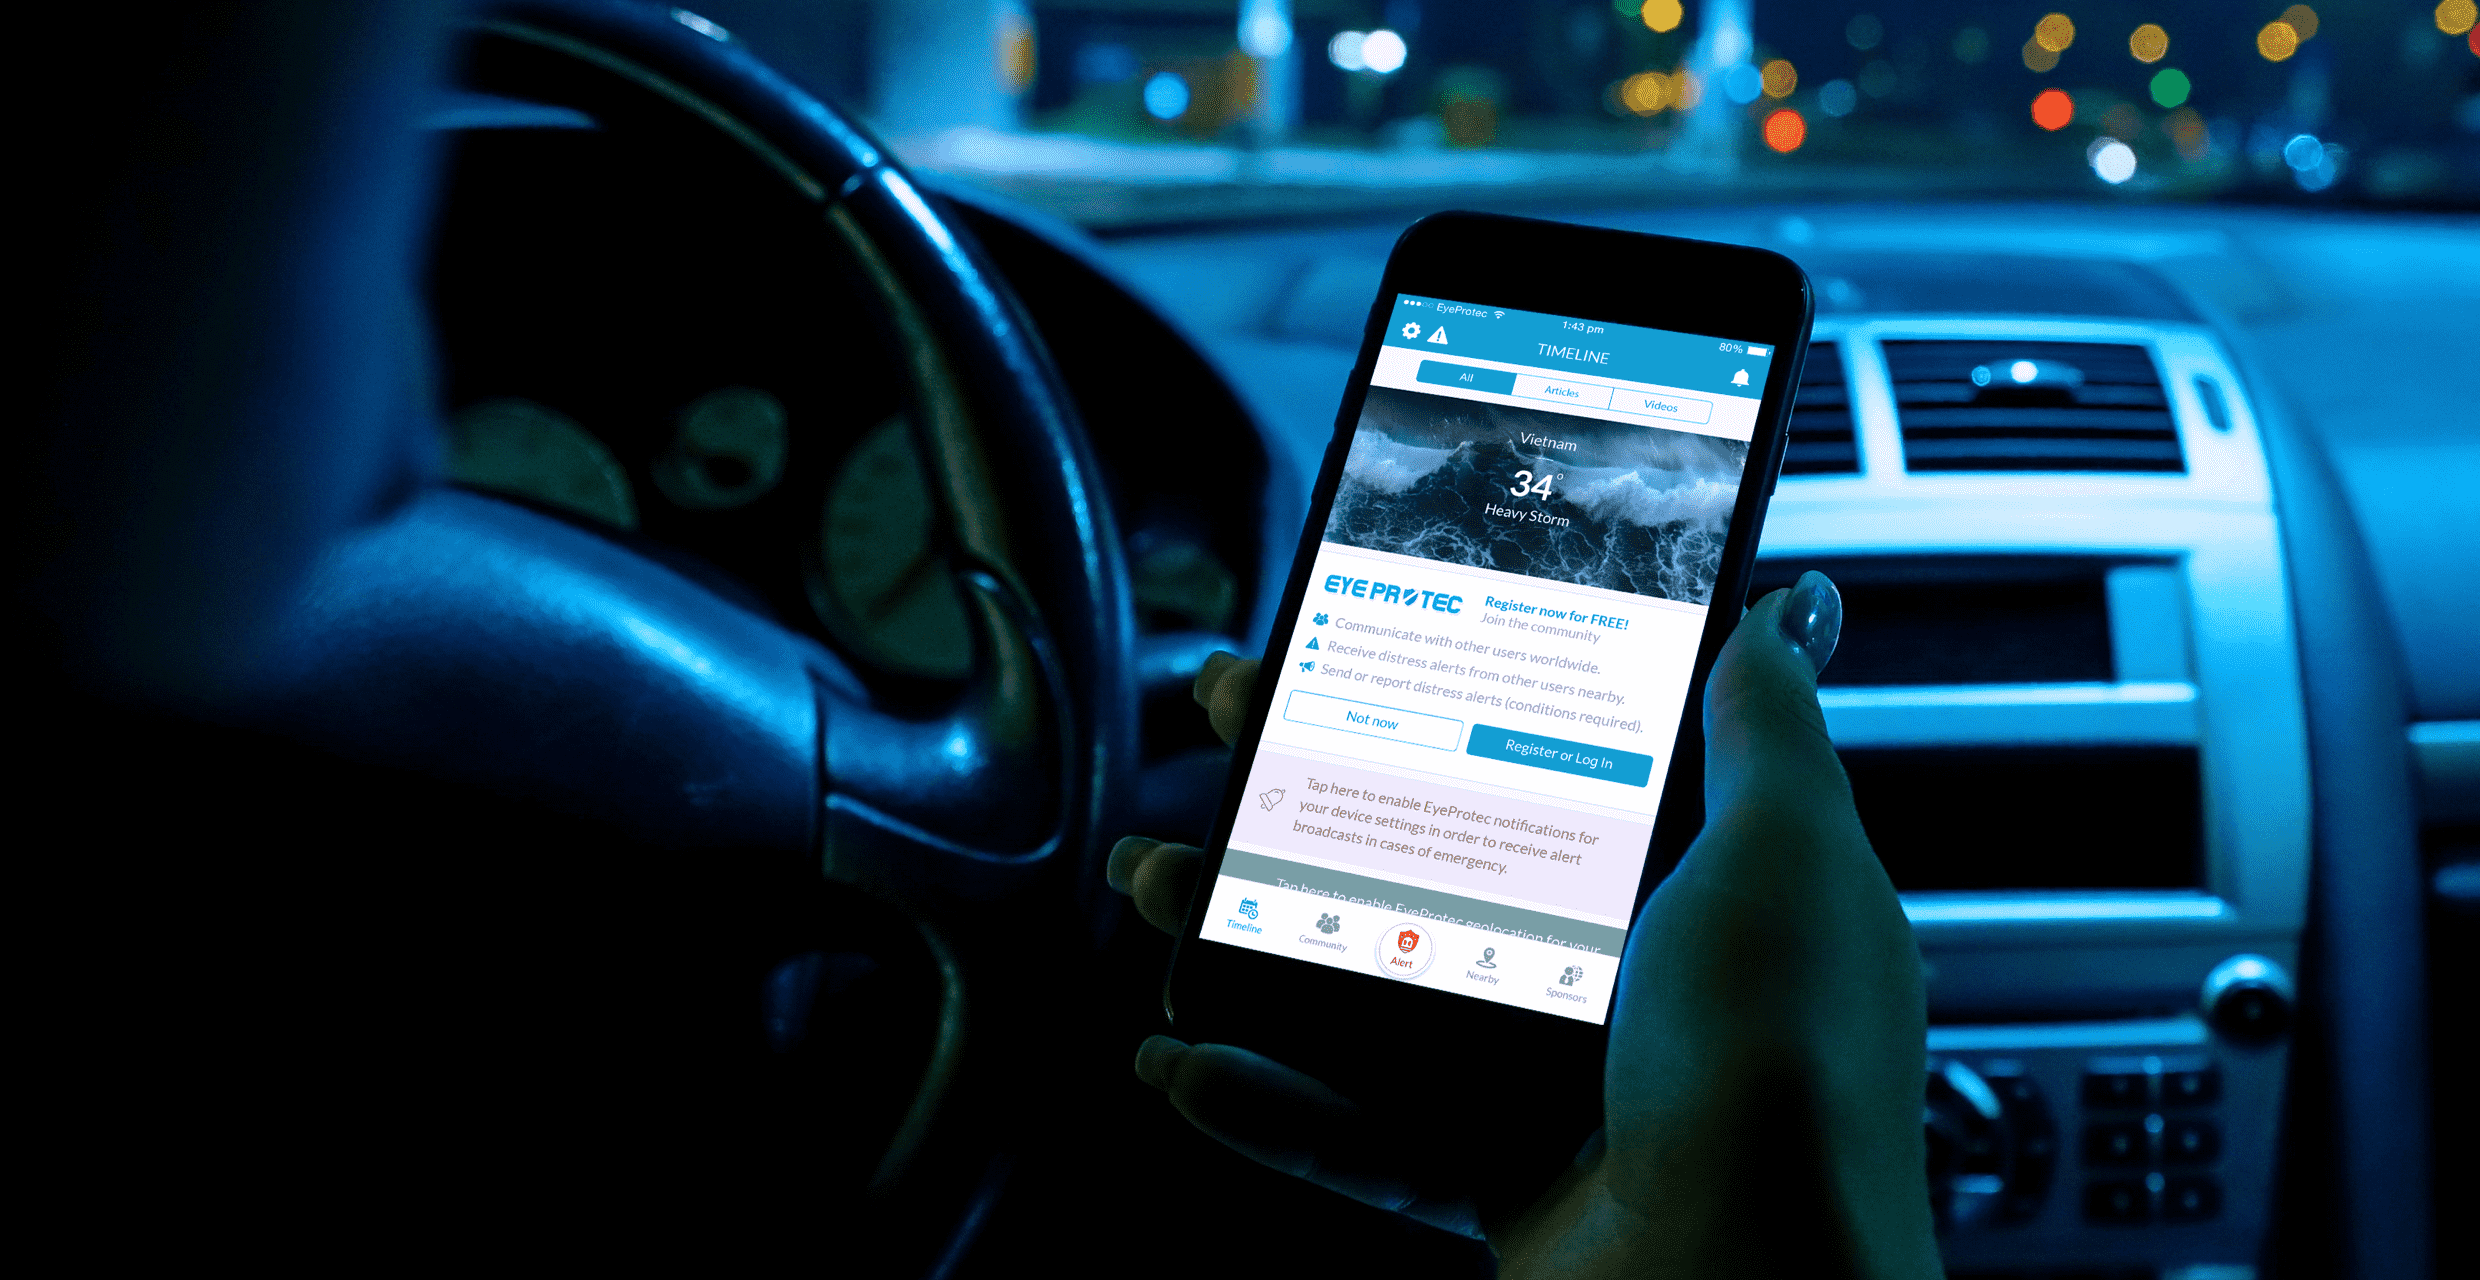 EyeProtec
1:43 pm
80%
TIMELINE
All
Articles
Videos
Vietnam
34°
Heavy Storm
EYE PROTEC
Register now for FREE!
Join the community
Communicate with other users worldwide.
Receive distress alerts from other users nearby.
Send or report distress alerts (conditions required).
Not now
Register or Log In
Tap here to enable EyeProtec notifications for
your device settings in order to receive alert
broadcasts in cases of emergency.
Tap here to enable EyeProtec geolocation for your
Timeline
Community
Alert
Nearby
Sponsors